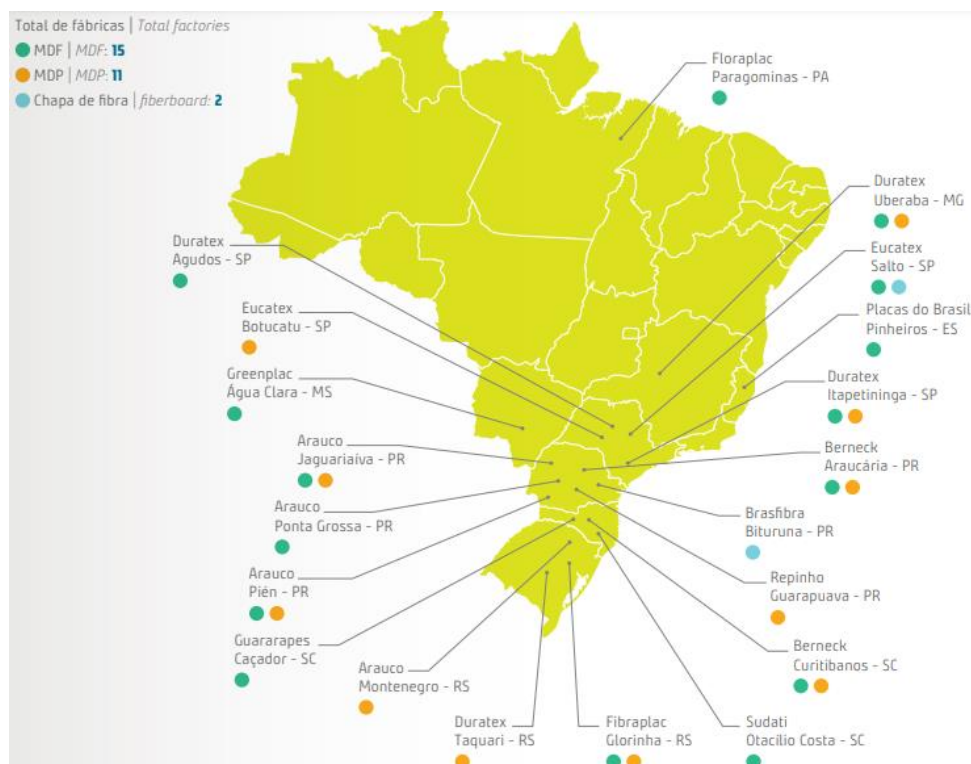 Total de fábricas | Total factories
MDF | MDF: 15
MDP | MDP: 11
Chapa de fibra | fiberboard: 2
Floraplac
Paragominas - PA
Duratex
Uberaba - MG
Duratex
Agudos - SP
Eucatex
Salto - SP
Eucatex
Botucatu - SP
Placas do Brasil
Pinheiros - ES
Greenplac
Água Clara - MS
Duratex
Itapetininga - SP
Arauco
Jaguariaíva - PR
Berneck
Araucária - PR
Arauco
Ponta Grossa - PR
Brasfibra
Bituruna - PR
Arauco
Pién - PR
Repinho
Guarapuava - PR
Guararapes
Caçador - SC
Berneck
Curitibanos - SC
Arauco
Montenegro - RS
Duratex
Taquari - RS
Fibraplac
Glorinha - RS
Sudati
Otacílio Costa - SC